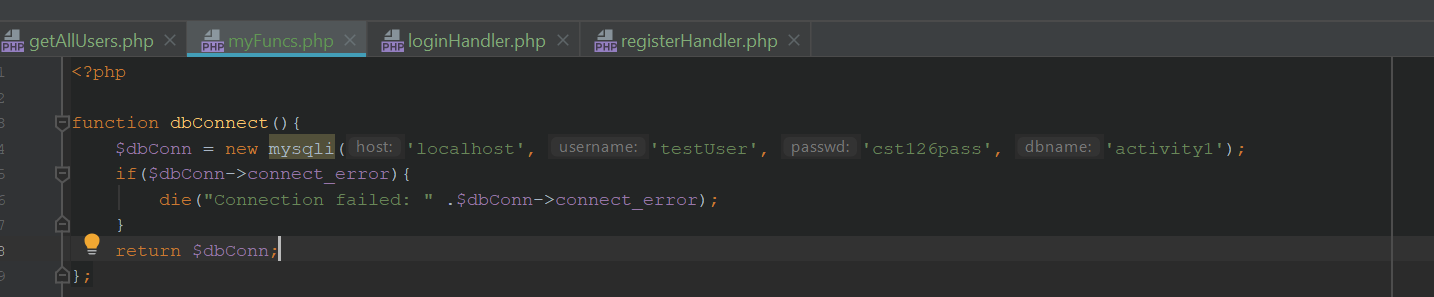 getAllUsers.php myFuncs.php loginHandler.php registerHandler.php
PHP PHP PHP PHP
1 <?php
2
3 function dbConnect(){
4 $dbConn = new mysqli( host: 'localhost', username: 'testUser', passwd: 'cst126pass', dbname: 'activity1');
5 if($dbConn->connect_error){
6 die("Connection failed: " .$dbConn->connect_error);
7 }
8 return $dbConn;
9 };